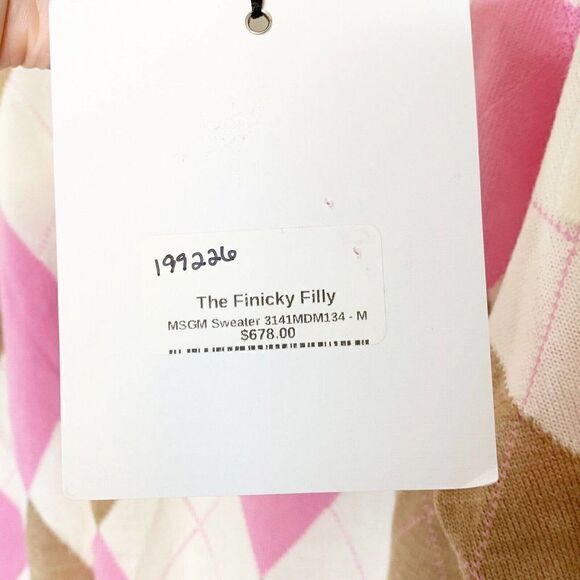 199226
The Finicky Filly
MSGM Sweater 3141MDM134 - M
$678.00